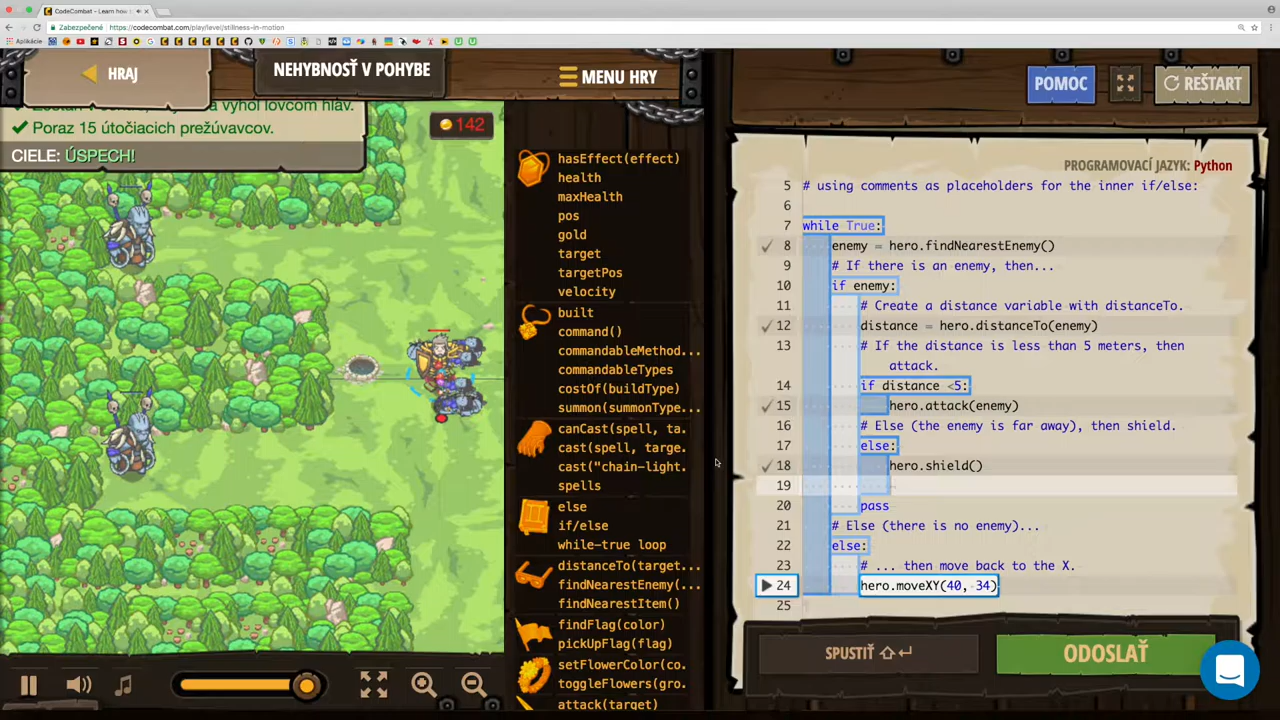 CodeCombat - Learn how
Zabezpečené
https://codecombat.com/play/level/stillness-in-motion
Aplikácie
HRAJ
NEHYBNOSŤ V POHYBE
MENU HRY
POMOC
REŠTART
a vyhol lovcom hláv.
✔ Poraz 15 útočiacich prežúvavcov.
CIELE: ÚSPECH!
142
hasEffect(effect)
health
maxHealth
pos
gold
target
targetPos
velocity
built
command()
commandableMethod...
commandableTypes
costOf(buildType)
summon(summonType...
canCast(spell, ta.
cast(spell, targe.
cast("chain-light.
spells
else
if/else
while-true loop
distanceTo(target...
findNearestEnemy(...
findNearestItem()
findFlag(color)
pickUpFlag(flag)
setFlowerColor(co.
toggleFlowers(gro.
attack(target)
PROGRAMOVACÍ JAZYK: Python
5 # using comments as placeholders for the inner if/else:
6
7 while True:
8 enemy = hero.findNearestEnemy()
9 # If there is an enemy, then...
10 if enemy:
11 # Create a distance variable with distanceTo.
12 distance = hero.distanceTo(enemy)
13 # If the distance is less than 5 meters, then
attack.
14 if distance <5:
15 hero.attack(enemy)
16 # Else (the enemy is far away), then shield.
17 else:
18 hero.shield()
19
20 pass
21 # Else (there is no enemy)...
22 else:
23 # ... then move back to the X.
24 hero.moveXY(40, 34)
25
SPUSTIŤ
ODOSLAŤ